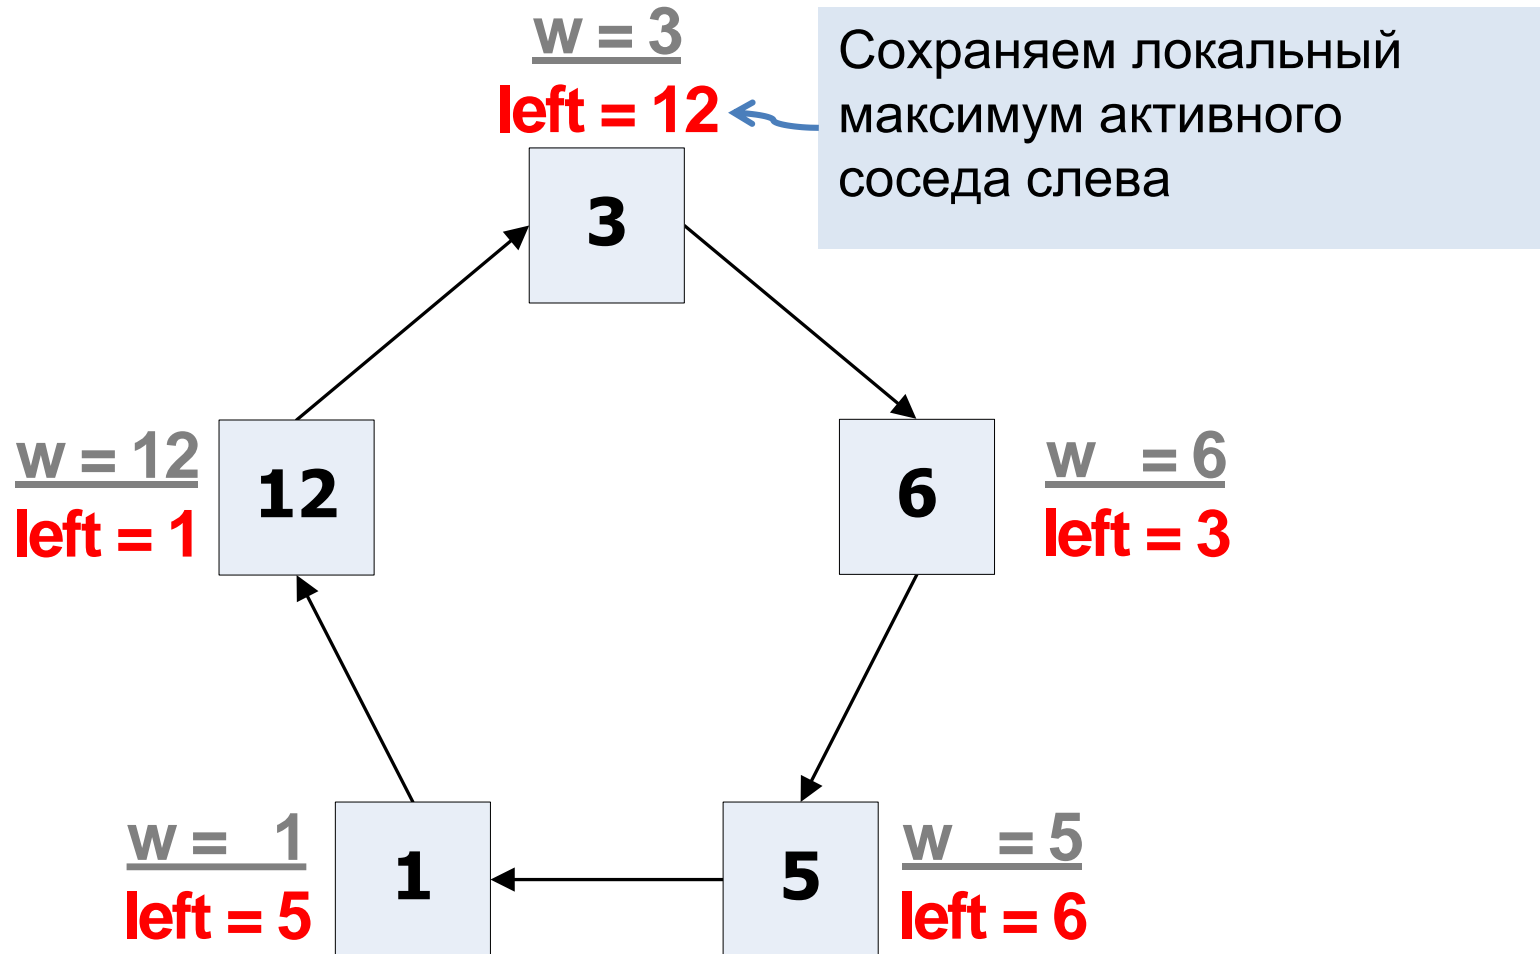 w = 3
left = 12
Сохраняем локальный
максимум активного
соседа слева
3
w = 12
left = 1
12
6
w = 6
left = 3
w = 1
left = 5
1
5
w = 5
left = 6